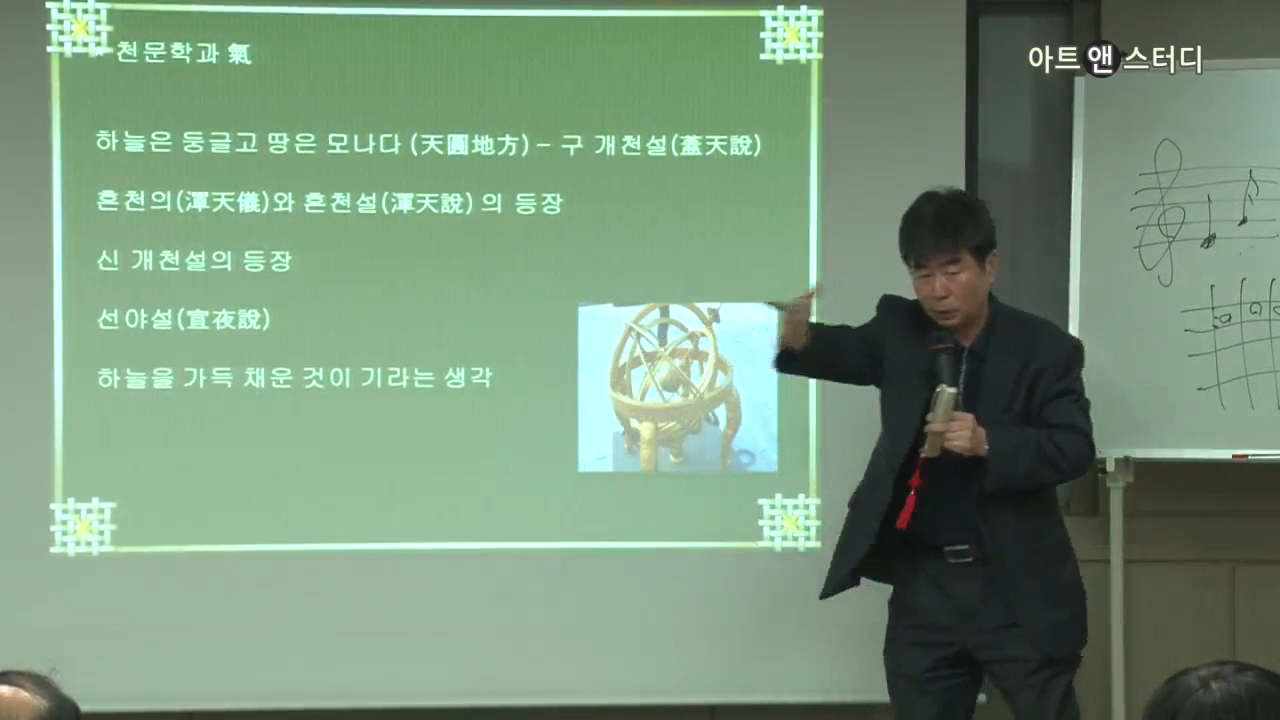 천문학과 氣
아트앤스터디
하늘은 둥글고 땅은 모나다 (天圓地方) – 구 개천설(蓋天說)
혼천의(渾天儀)와 혼천설(渾天說) 의 등장
신 개천설의 등장
선야설(宣夜說)
하늘을 가득 채운 것이 기라는 생각